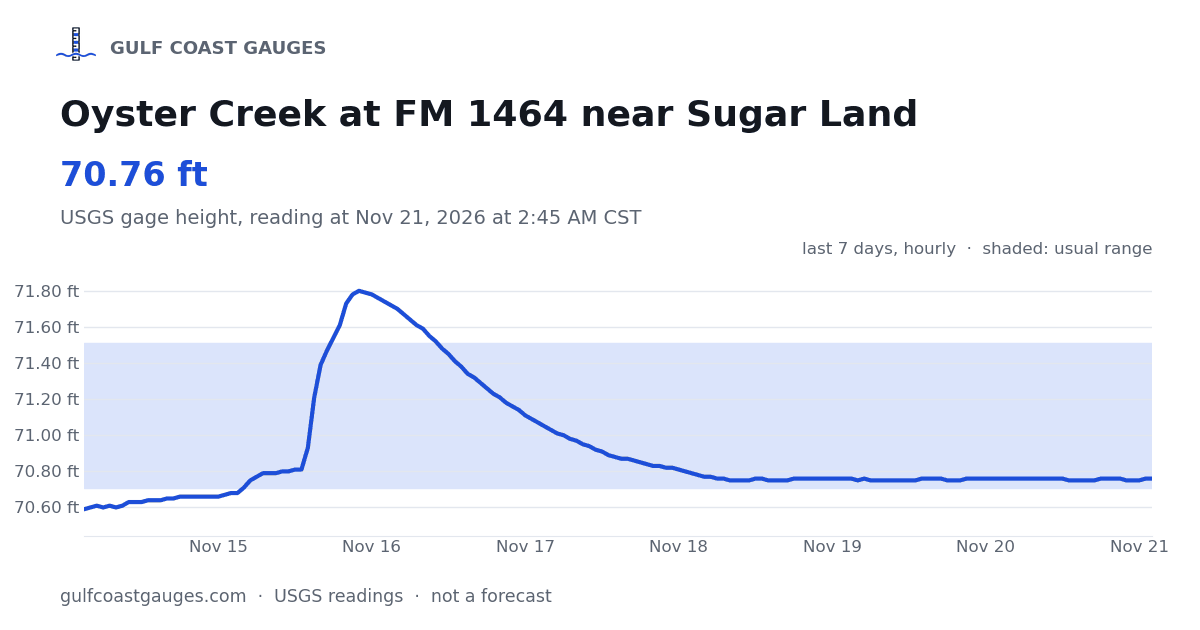 GULF COAST GAUGES
Oyster Creek at FM 1464 near Sugar Land
70.76 ft
USGS gage height, reading at Nov 21, 2026 at 2:45 AM CST
last 7 days, hourly · shaded: usual range
71.80 ft
71.60 ft
71.40 ft
71.20 ft
71.00 ft
70.80 ft
70.60 ft
Nov 15 Nov 16 Nov 17 Nov 18 Nov 19 Nov 20 Nov 21
gulfcoastgauges.com · USGS readings · not a forecast